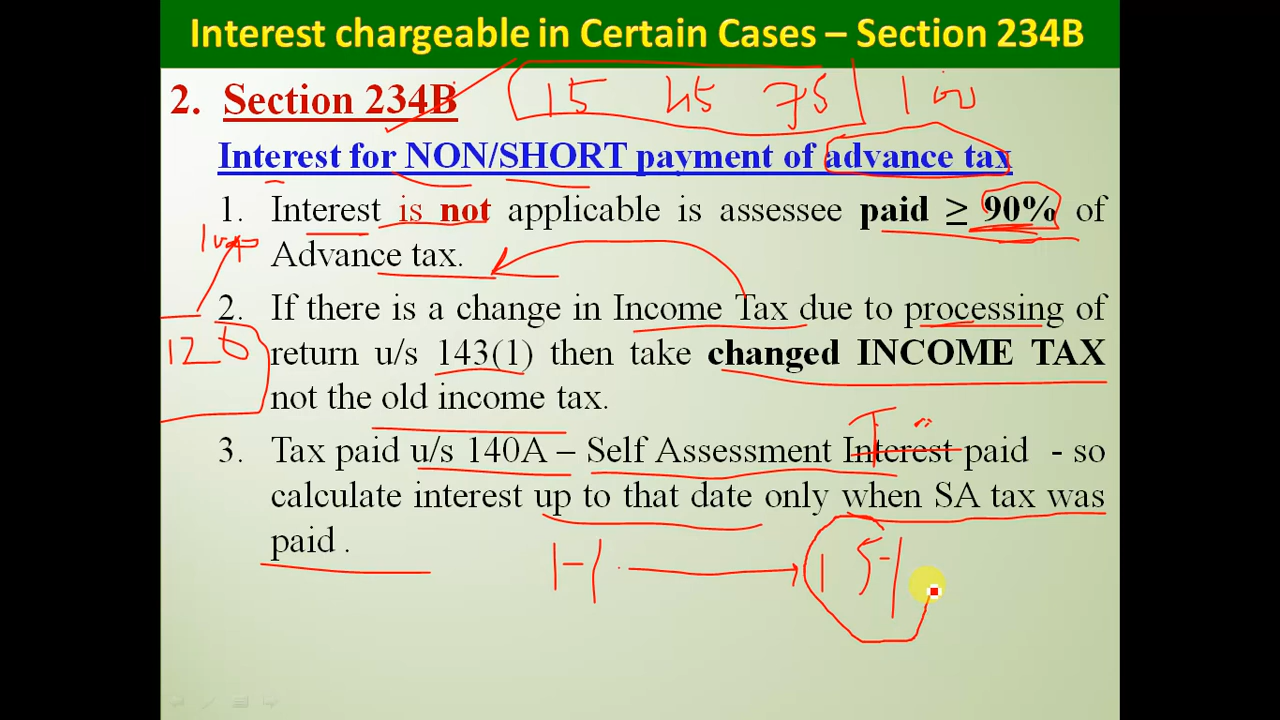 Interest chargeable in Certain Cases – Section 234B
2. Section 234B 15 45 75 100
Interest for NON/SHORT payment of advance tax
1. Interest is not applicable is assessee paid ≥ 90% of
Advance tax.
2. If there is a change in Income Tax due to processing of
return u/s 143(1) then take changed INCOME TAX
not the old income tax.
3. Tax paid u/s 140A – Self Assessment Interest paid - so
calculate interest up to that date only when SA tax was
paid .